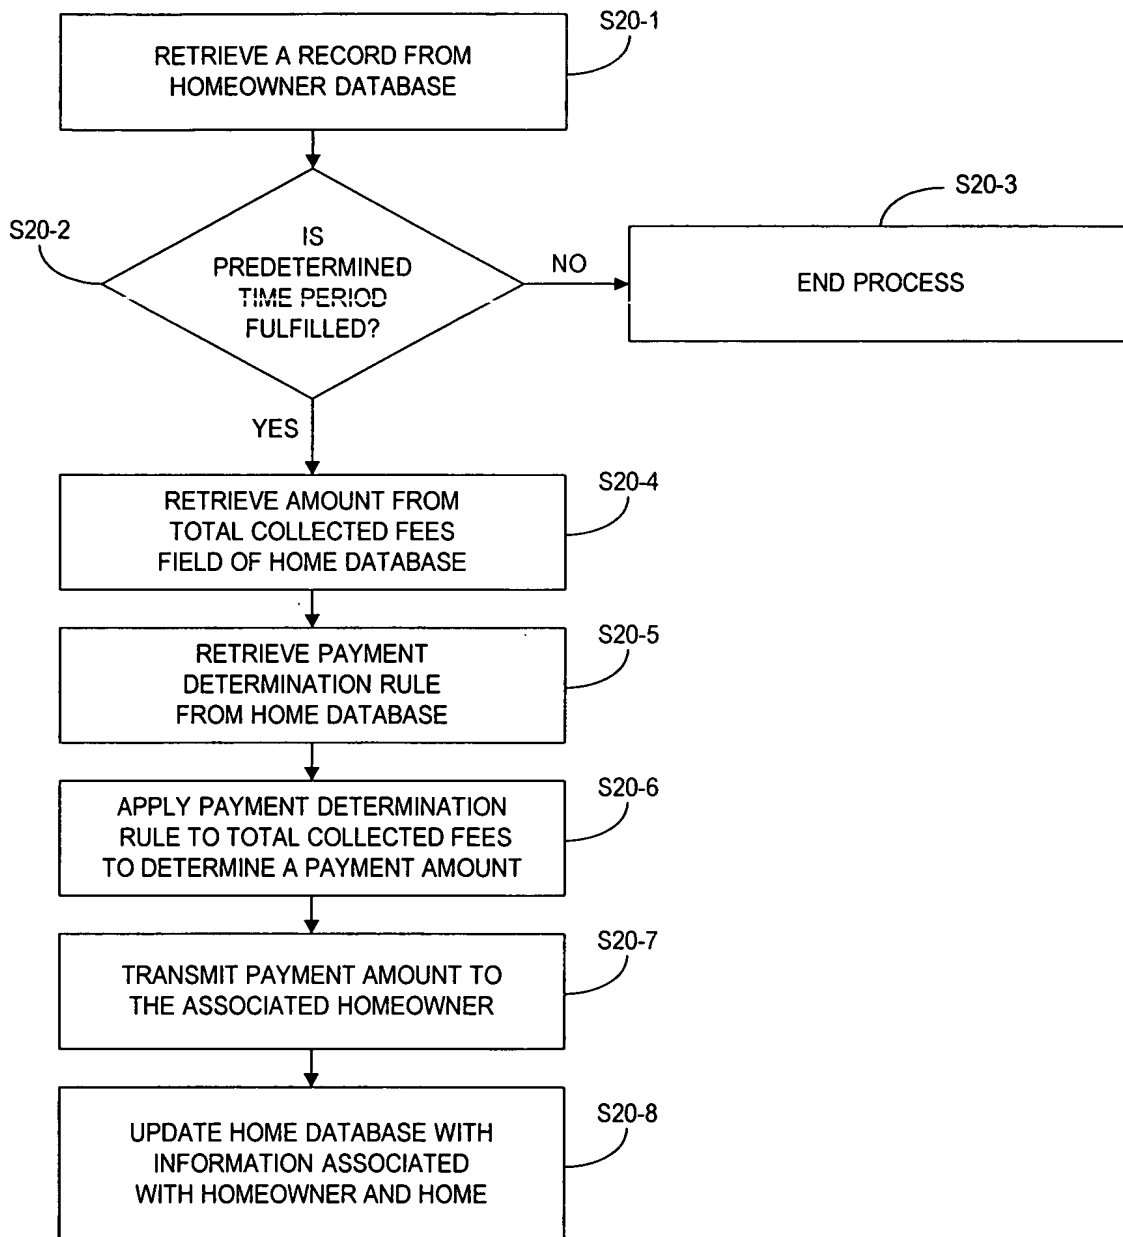 S20-1
RETRIEVE A RECORD FROM
HOMEOWNER DATABASE
S20-2
IS
PREDETERMINED
TIME PERIOD
FULFILLED?
NO
S20-3
END PROCESS
YES
S20-4
RETRIEVE AMOUNT FROM
TOTAL COLLECTED FEES
FIELD OF HOME DATABASE
S20-5
RETRIEVE PAYMENT
DETERMINATION RULE
FROM HOME DATABASE
S20-6
APPLY PAYMENT DETERMINATION
RULE TO TOTAL COLLECTED FEES
TO DETERMINE A PAYMENT AMOUNT
S20-7
TRANSMIT PAYMENT AMOUNT TO
THE ASSOCIATED HOMEOWNER
S20-8
UPDATE HOME DATABASE WITH
INFORMATION ASSOCIATED
WITH HOMEOWNER AND HOME